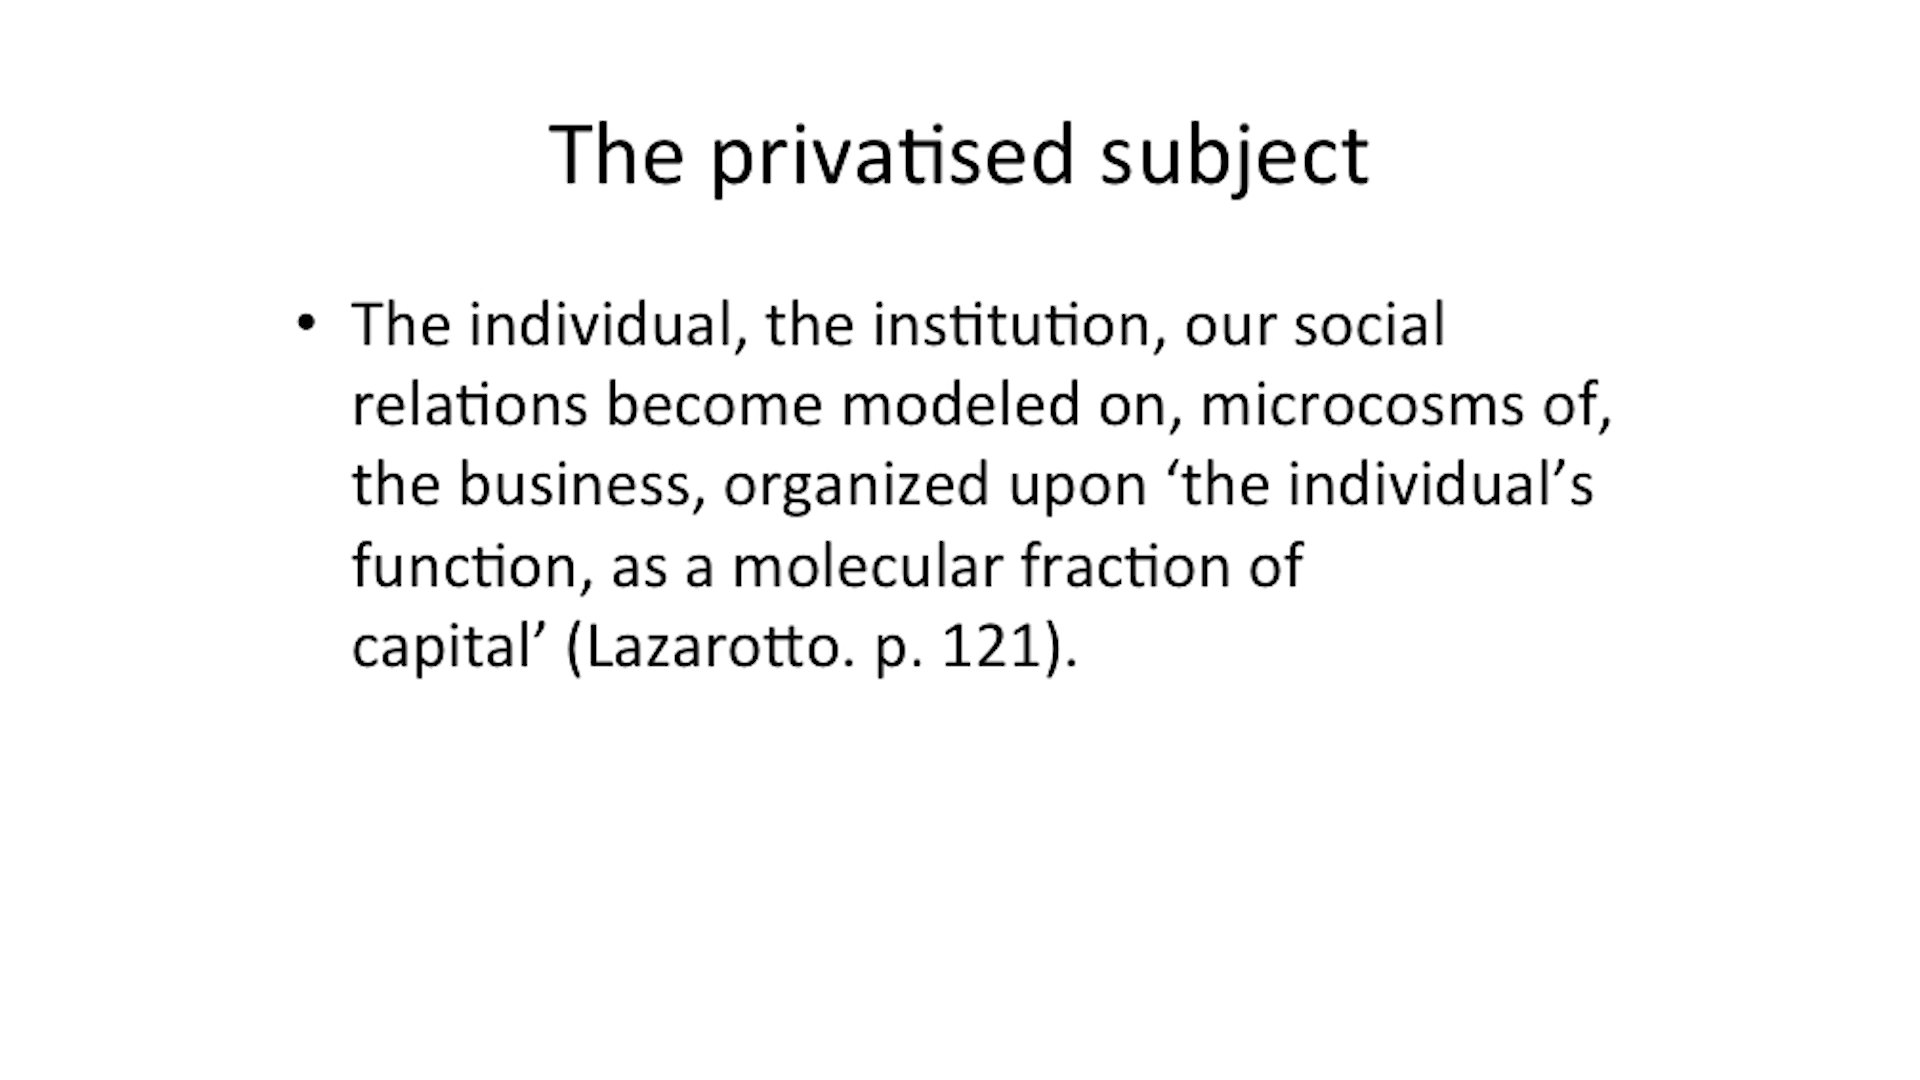 The privatised subject
• The individual, the institution, our social
relations become modeled on, microcosms of,
the business, organized upon ‘the individual’s
function, as a molecular fraction of
capital’ (Lazarotto. p. 121).